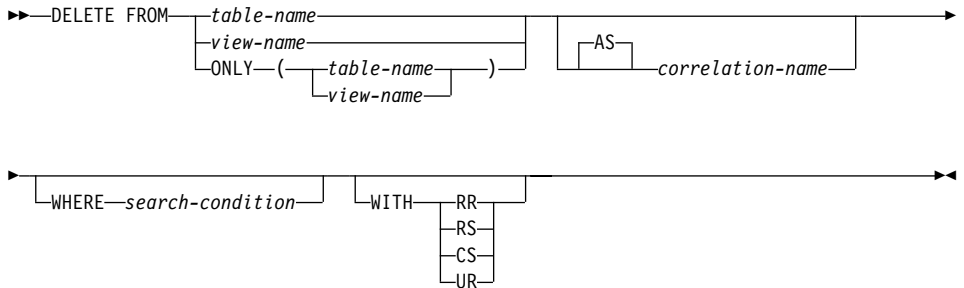 DELETE FROM table-name
view-name
ONLY ( table-name )
view-name
AS
correlation-name
WHERE search-condition
WITH RR
RS
CS
UR